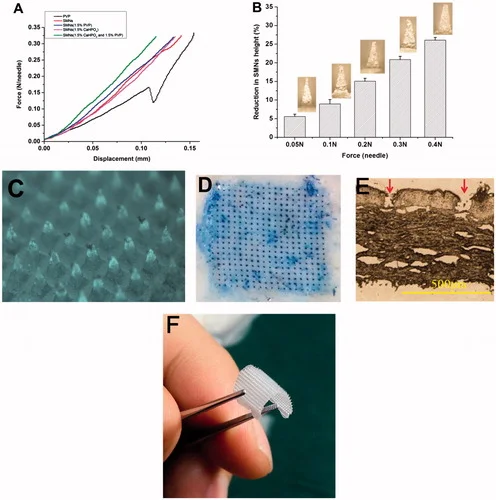 A
PVP
SMNs
SMNs(1.5% PVP)
SMNs(1.5% CaHPO₄)
SMNs(1.5% CaHPO₄ and 1.5% PVP)
0.35
0.30
0.25
0.20
0.15
0.10
0.05
0.00
Force (N/needle)
0.00
0.05
0.10
0.15
Displacement (mm)
B
35
30
25
20
15
10
5
0
Reduction in SMNs height(%)
0.05N
0.1N
0.2N
0.3N
0.4N
Force (needle)
C
D
E
F